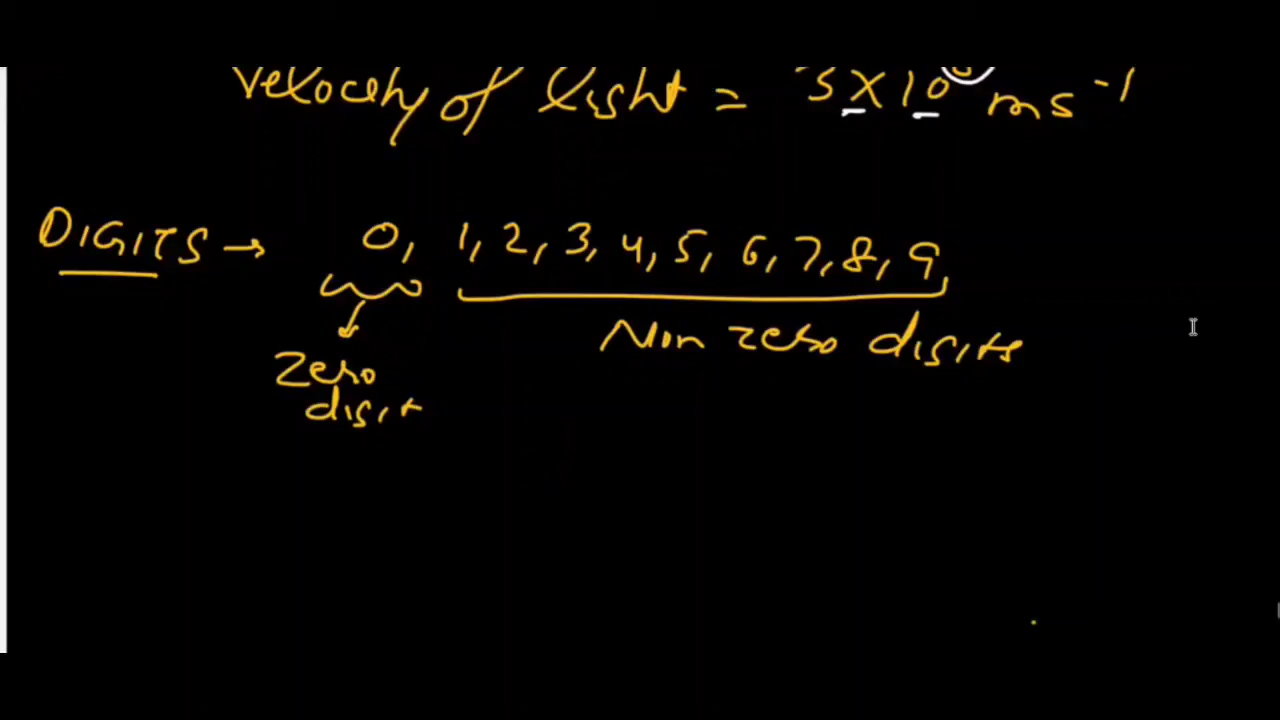 Velocity of light = 3 X 10 ms⁻¹
DIGITS → 0, 1, 2, 3, 4, 5, 6, 7, 8, 9,
Non zero digits
Zero
digit